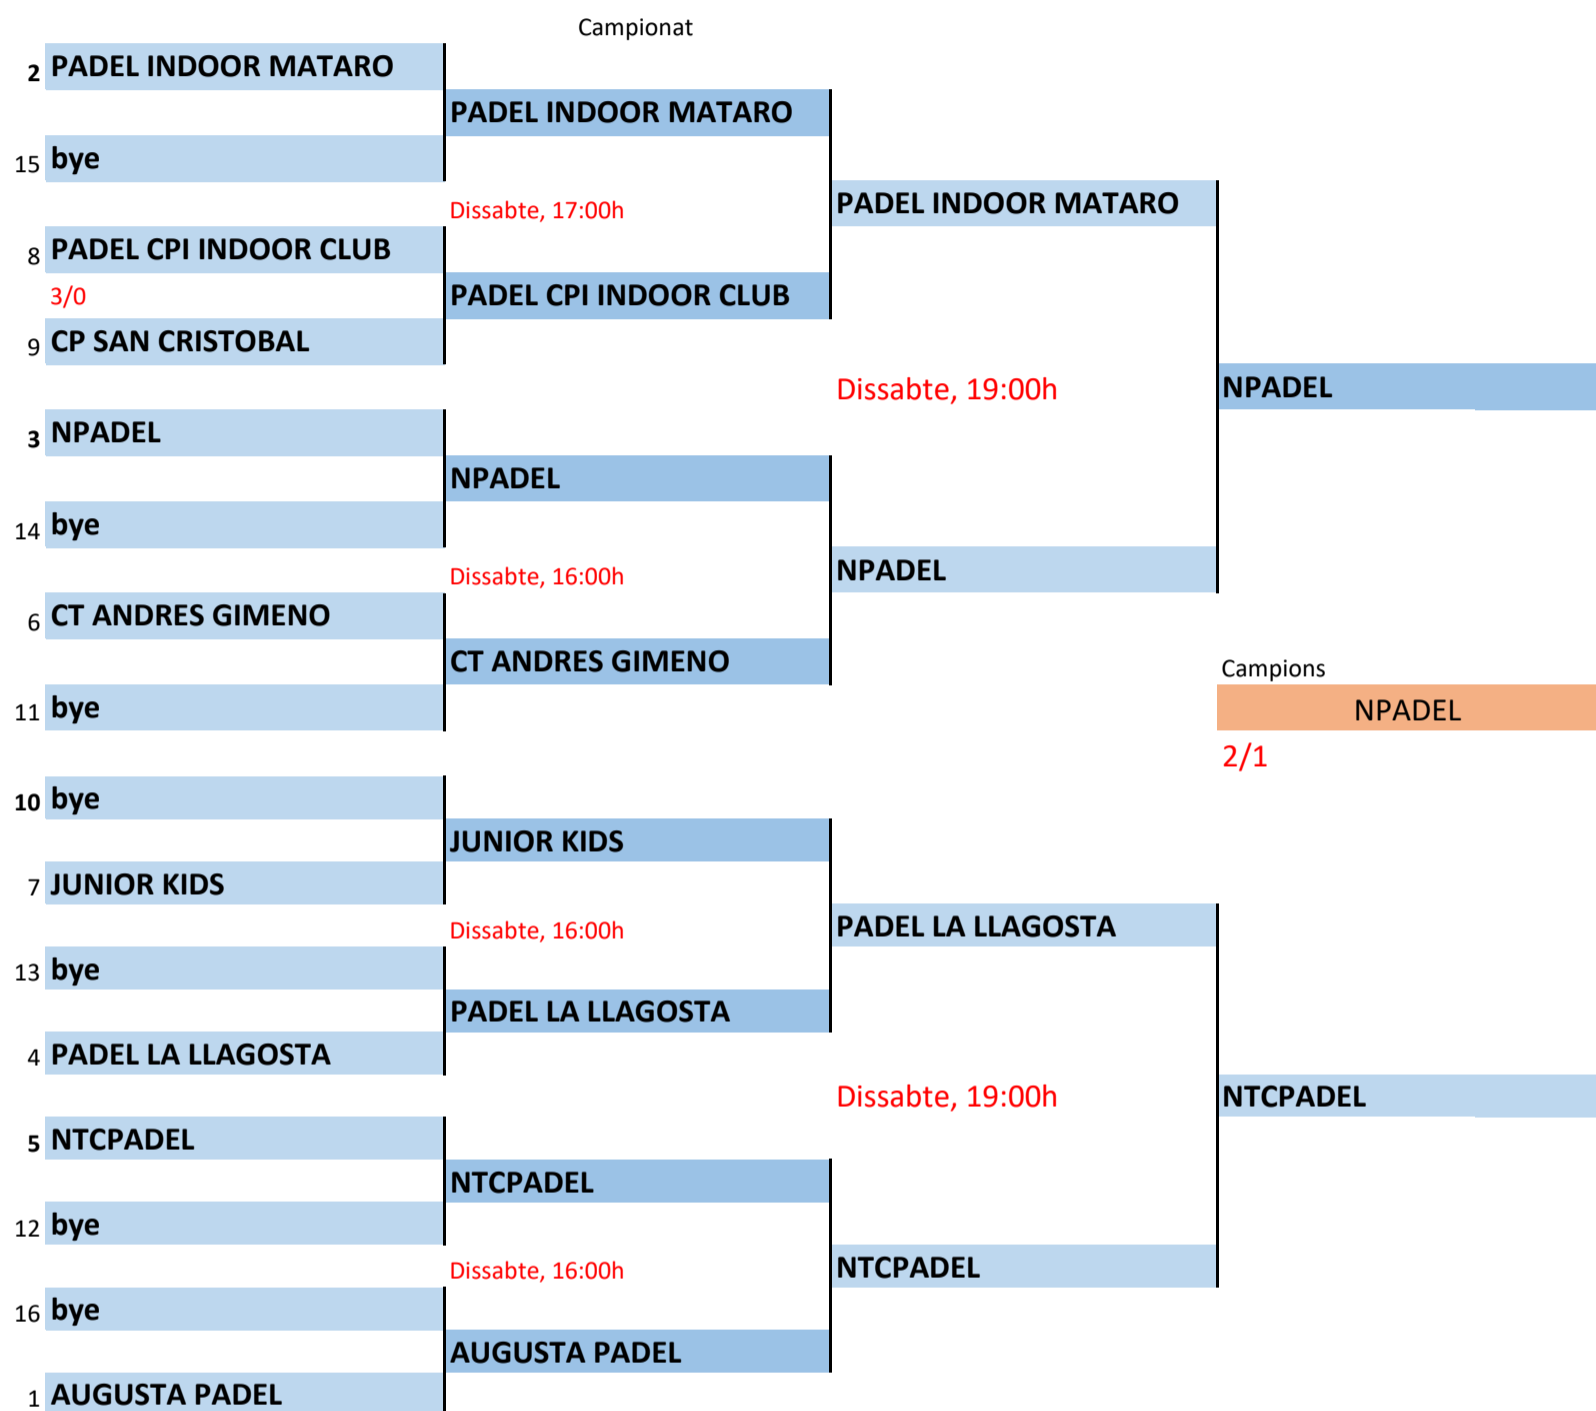 Campionat
2 PADEL INDOOR MATARO
PADEL INDOOR MATARO
15 bye
Dissabte, 17:00h
PADEL INDOOR MATARO
8 PADEL CPI INDOOR CLUB
3/0
PADEL CPI INDOOR CLUB
9 CP SAN CRISTOBAL
Dissabte, 19:00h
NPADEL
3 NPADEL
NPADEL
14 bye
Dissabte, 16:00h
NPADEL
6 CT ANDRES GIMENO
CT ANDRES GIMENO
Campions
11 bye
NPADEL
2/1
10 bye
JUNIOR KIDS
7 JUNIOR KIDS
Dissabte, 16:00h
PADEL LA LLAGOSTA
13 bye
PADEL LA LLAGOSTA
4 PADEL LA LLAGOSTA
Dissabte, 19:00h
NTCPADEL
5 NTCPADEL
NTCPADEL
12 bye
Dissabte, 16:00h
NTCPADEL
16 bye
AUGUSTA PADEL
1 AUGUSTA PADEL